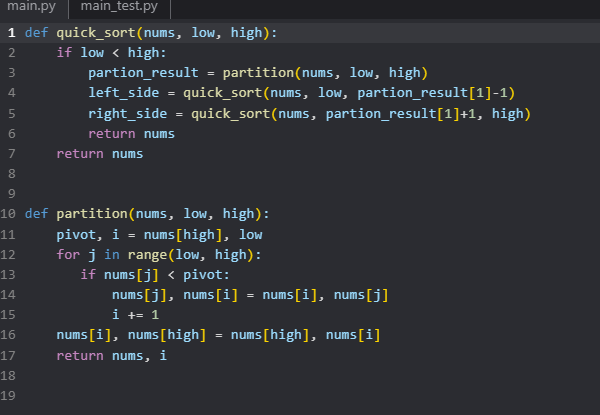 main.py main_test.py
1 def quick_sort(nums, low, high):
2     if low < high:
3         partion_result = partition(nums, low, high)
4         left_side = quick_sort(nums, low, partion_result[1]-1)
5         right_side = quick_sort(nums, partion_result[1]+1, high)
6         return nums
7     return nums
8
9
10 def partition(nums, low, high):
11     pivot, i = nums[high], low
12     for j in range(low, high):
13        if nums[j] < pivot:
14            nums[j], nums[i] = nums[i], nums[j]
15            i += 1
16     nums[i], nums[high] = nums[high], nums[i]
17     return nums, i
18
19